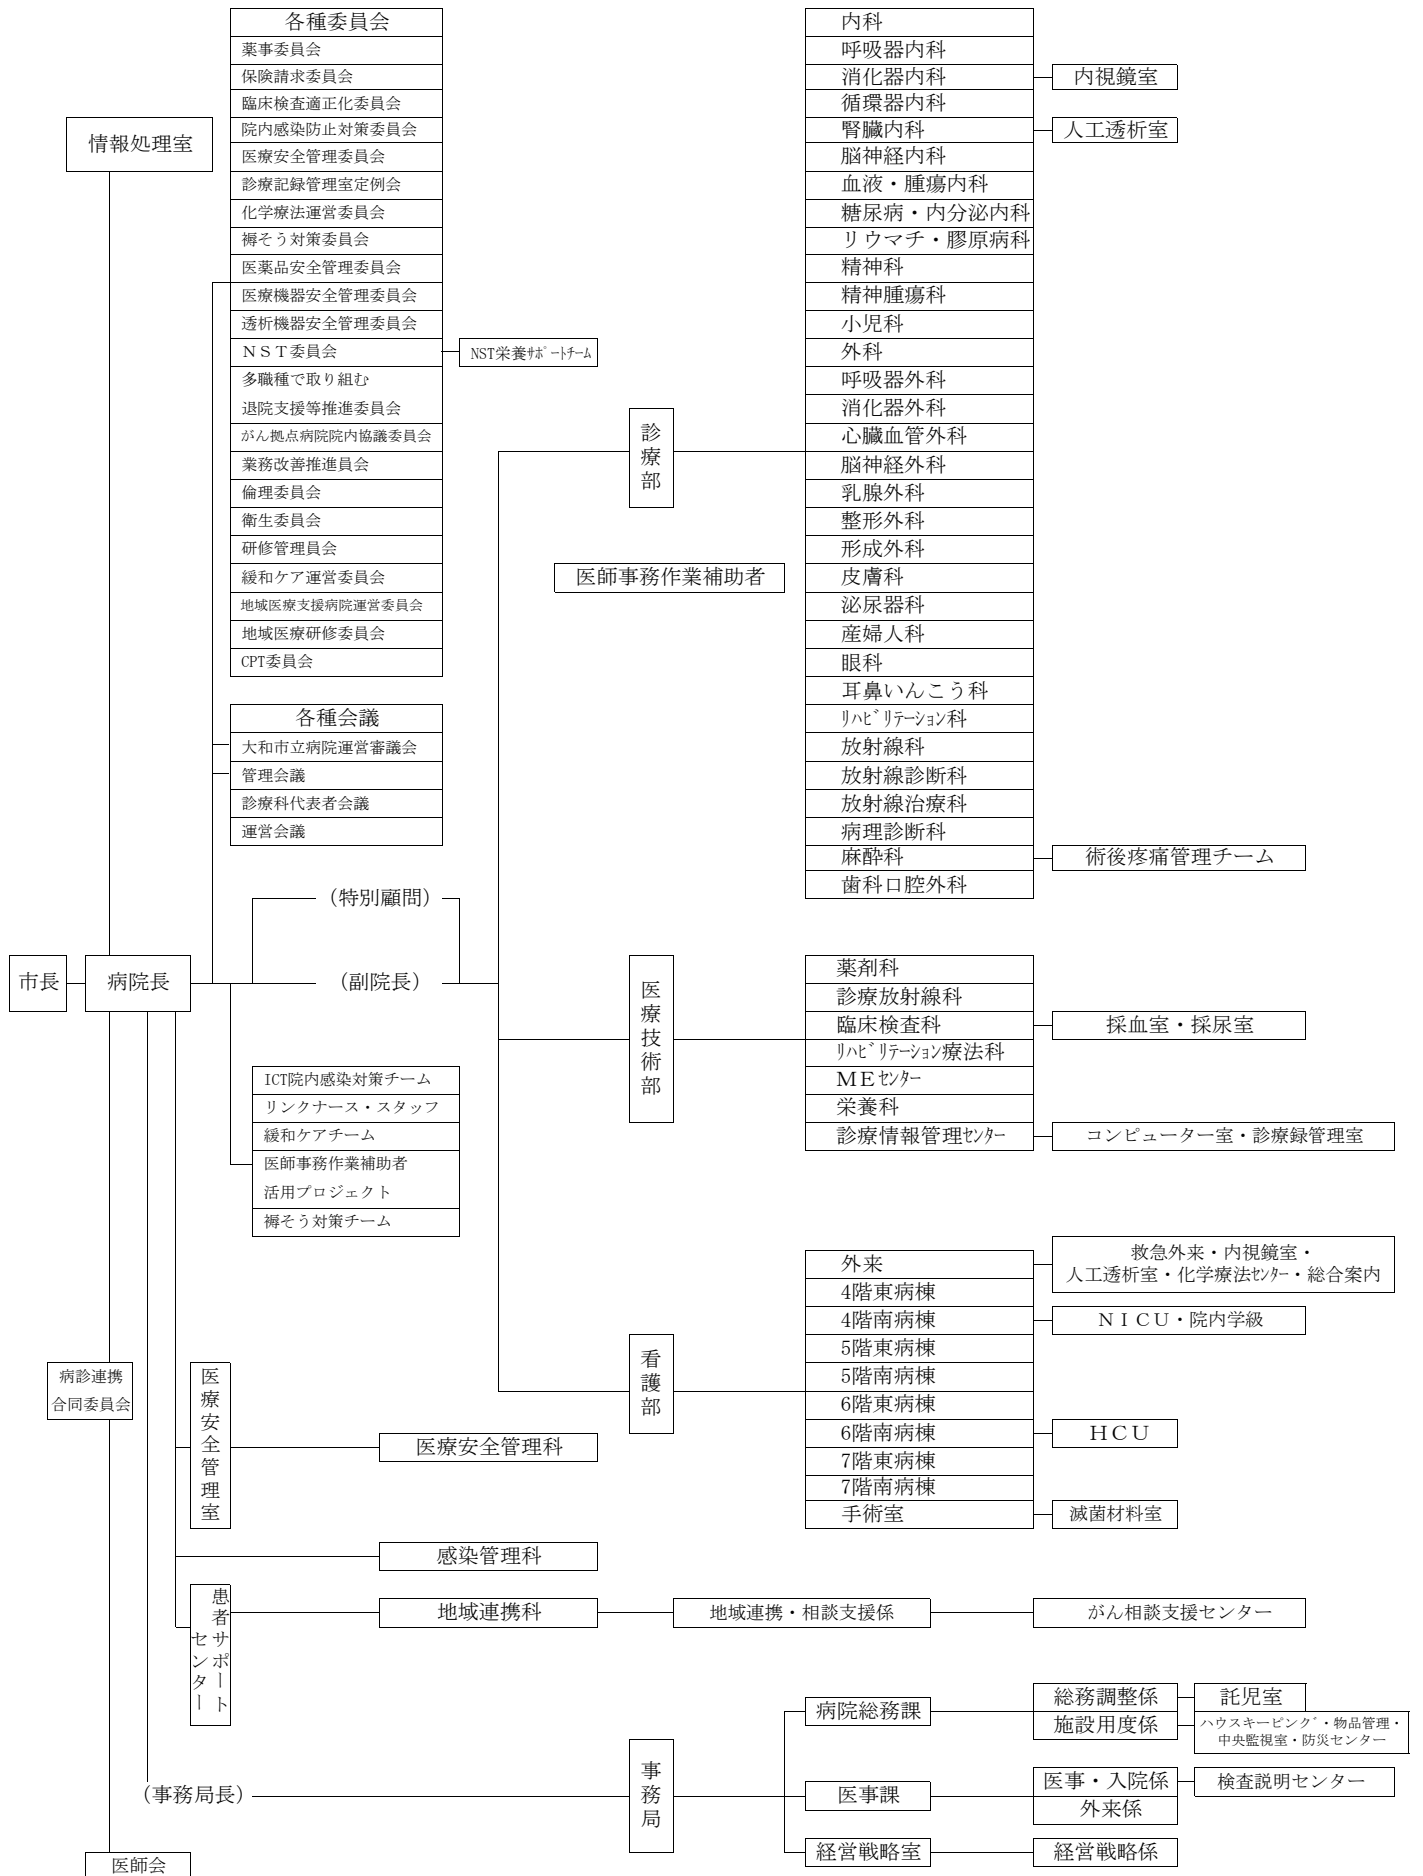 各種委員会
薬事委員会
保険請求委員会
臨床検査適正化委員会
院内感染防止対策委員会
医療安全管理委員会
診療記録管理室定例会
化学療法運営委員会
褥そう対策委員会
医薬品安全管理委員会
医療機器安全管理委員会
透析機器安全管理委員会
ＮＳＴ委員会
多職種で取り組む
退院支援等推進委員会
がん拠点病院院内協議委員会
業務改善推進員会
倫理委員会
衛生委員会
研修管理員会
緩和ケア運営委員会
地域医療支援病院運営委員会
地域医療研修委員会
CPT委員会
NST栄養ｻﾎﾟｰﾄﾁｰﾑ
情報処理室
各種会議
大和市立病院運営審議会
管理会議
診療科代表者会議
運営会議
（特別顧問）
市長
病院長
（副院長）
ICT院内感染対策チーム
リンクナース・スタッフ
緩和ケアチーム
医師事務作業補助者
活用プロジェクト
褥そう対策チーム
診療部
医師事務作業補助者
内科
呼吸器内科
消化器内科
内視鏡室
循環器内科
腎臓内科
人工透析室
脳神経内科
血液・腫瘍内科
糖尿病・内分泌内科
リウマチ・膠原病科
精神科
精神腫瘍科
小児科
外科
呼吸器外科
消化器外科
心臓血管外科
脳神経外科
乳腺外科
整形外科
形成外科
皮膚科
泌尿器科
産婦人科
眼科
耳鼻いんこう科
ﾘﾊﾋﾞﾘﾃｰｼｮﾝ科
放射線科
放射線診断科
放射線治療科
病理診断科
麻酔科
術後疼痛管理チーム
歯科口腔外科
医療技術部
薬剤科
診療放射線科
臨床検査科
採血室・採尿室
ﾘﾊﾋﾞﾘﾃｰｼｮﾝ療法科
ＭＥｾﾝﾀｰ
栄養科
診療情報管理ｾﾝﾀｰ
コンピューター室・診療録管理室
看護部
外来
救急外来・内視鏡室・
人工透析室・化学療法ｾﾝﾀｰ・総合案内
4階東病棟
4階南病棟
ＮＩＣＵ・院内学級
5階東病棟
5階南病棟
6階東病棟
6階南病棟
ＨＣＵ
7階東病棟
7階南病棟
手術室
滅菌材料室
病診連携
合同委員会
医療安全管理室
医療安全管理科
感染管理科
患者サポート
センター
地域連携科
地域連携・相談支援係
がん相談支援センター
（事務局長）
事務局
病院総務課
総務調整係
託児室
施設用度係
ハウスキーピング・物品管理・
中央監視室・防災センター
医事課
医事・入院係
検査説明センター
外来係
経営戦略室
経営戦略係
医師会